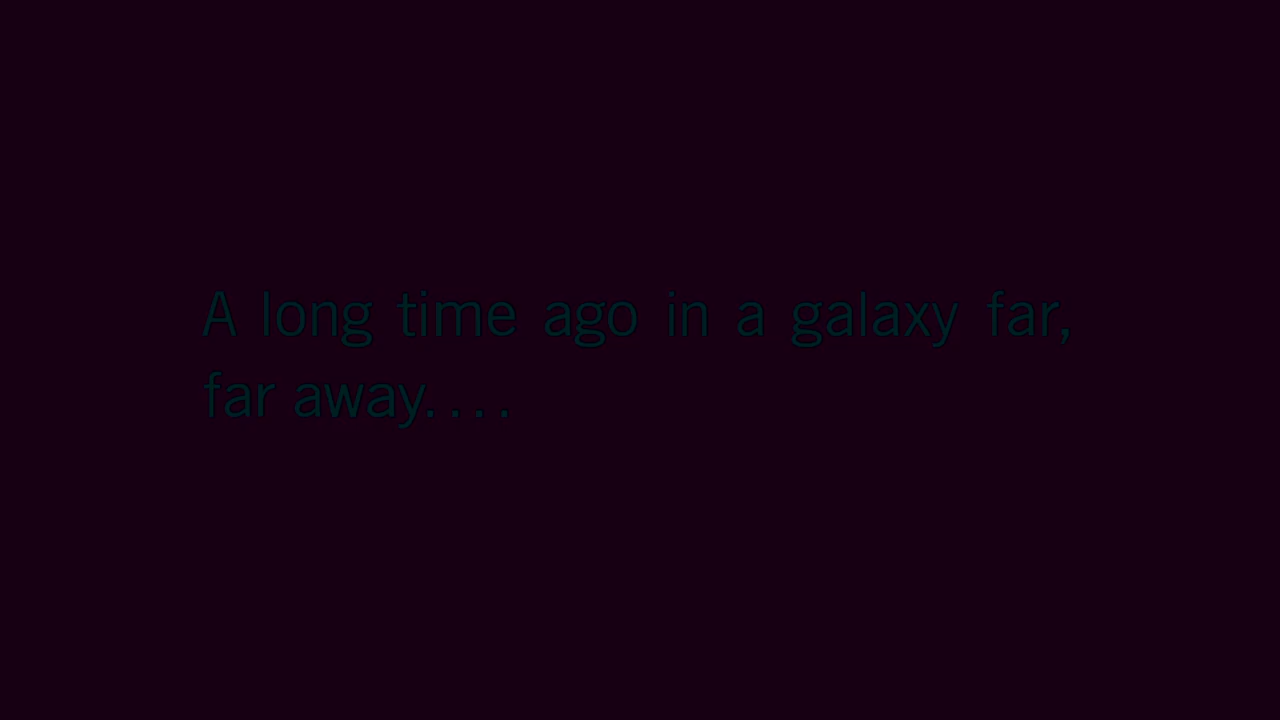 A long time ago in a galaxy far,
far away. . . .